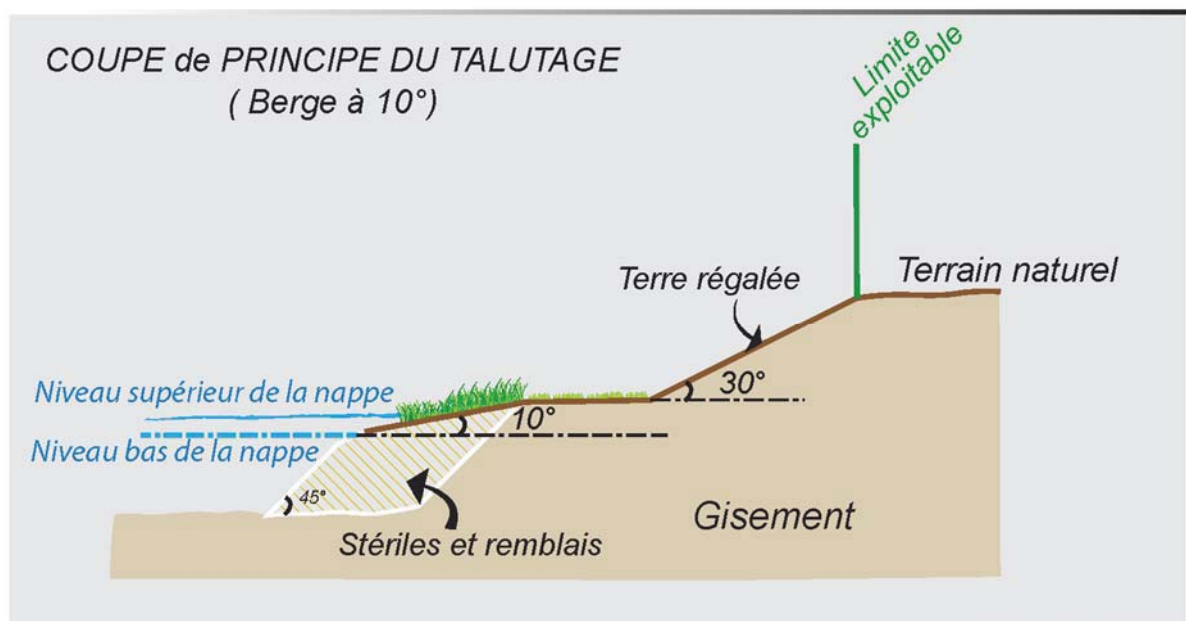 COUPE de PRINCIPE DU TALUTAGE
( Berge à 10°)
Limite
exploitable
Terre régalée
Terrain naturel
Niveau supérieur de la nappe
30°
10°
Niveau bas de la nappe
45°
Gisement
Stériles et remblais